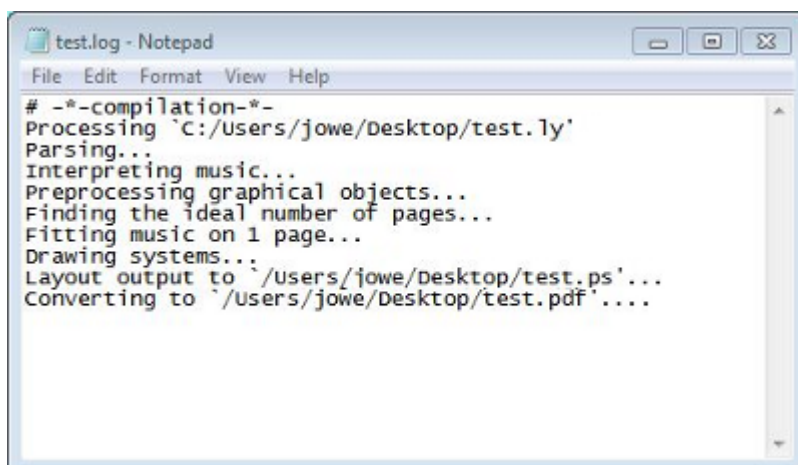 test.log - Notepad
File Edit Format View Help
# -*-compilation-*-
Processing `C:/Users/jowe/Desktop/test.ly'
Parsing...
Interpreting music...
Preprocessing graphical objects...
Finding the ideal number of pages...
Fitting music on 1 page...
Drawing systems...
Layout output to `/Users/jowe/Desktop/test.ps'...
Converting to `/Users/jowe/Desktop/test.pdf'....